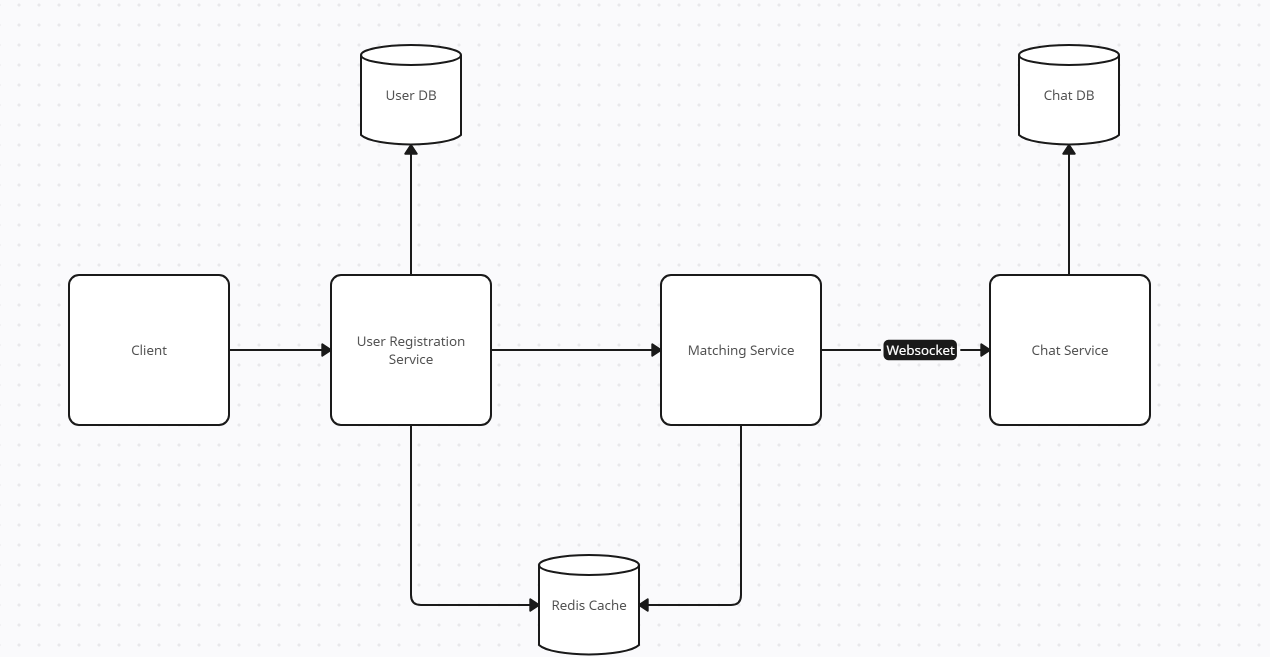 User DB
Chat DB
Client
User Registration
Service
Matching Service
Websocket
Chat Service
Redis Cache